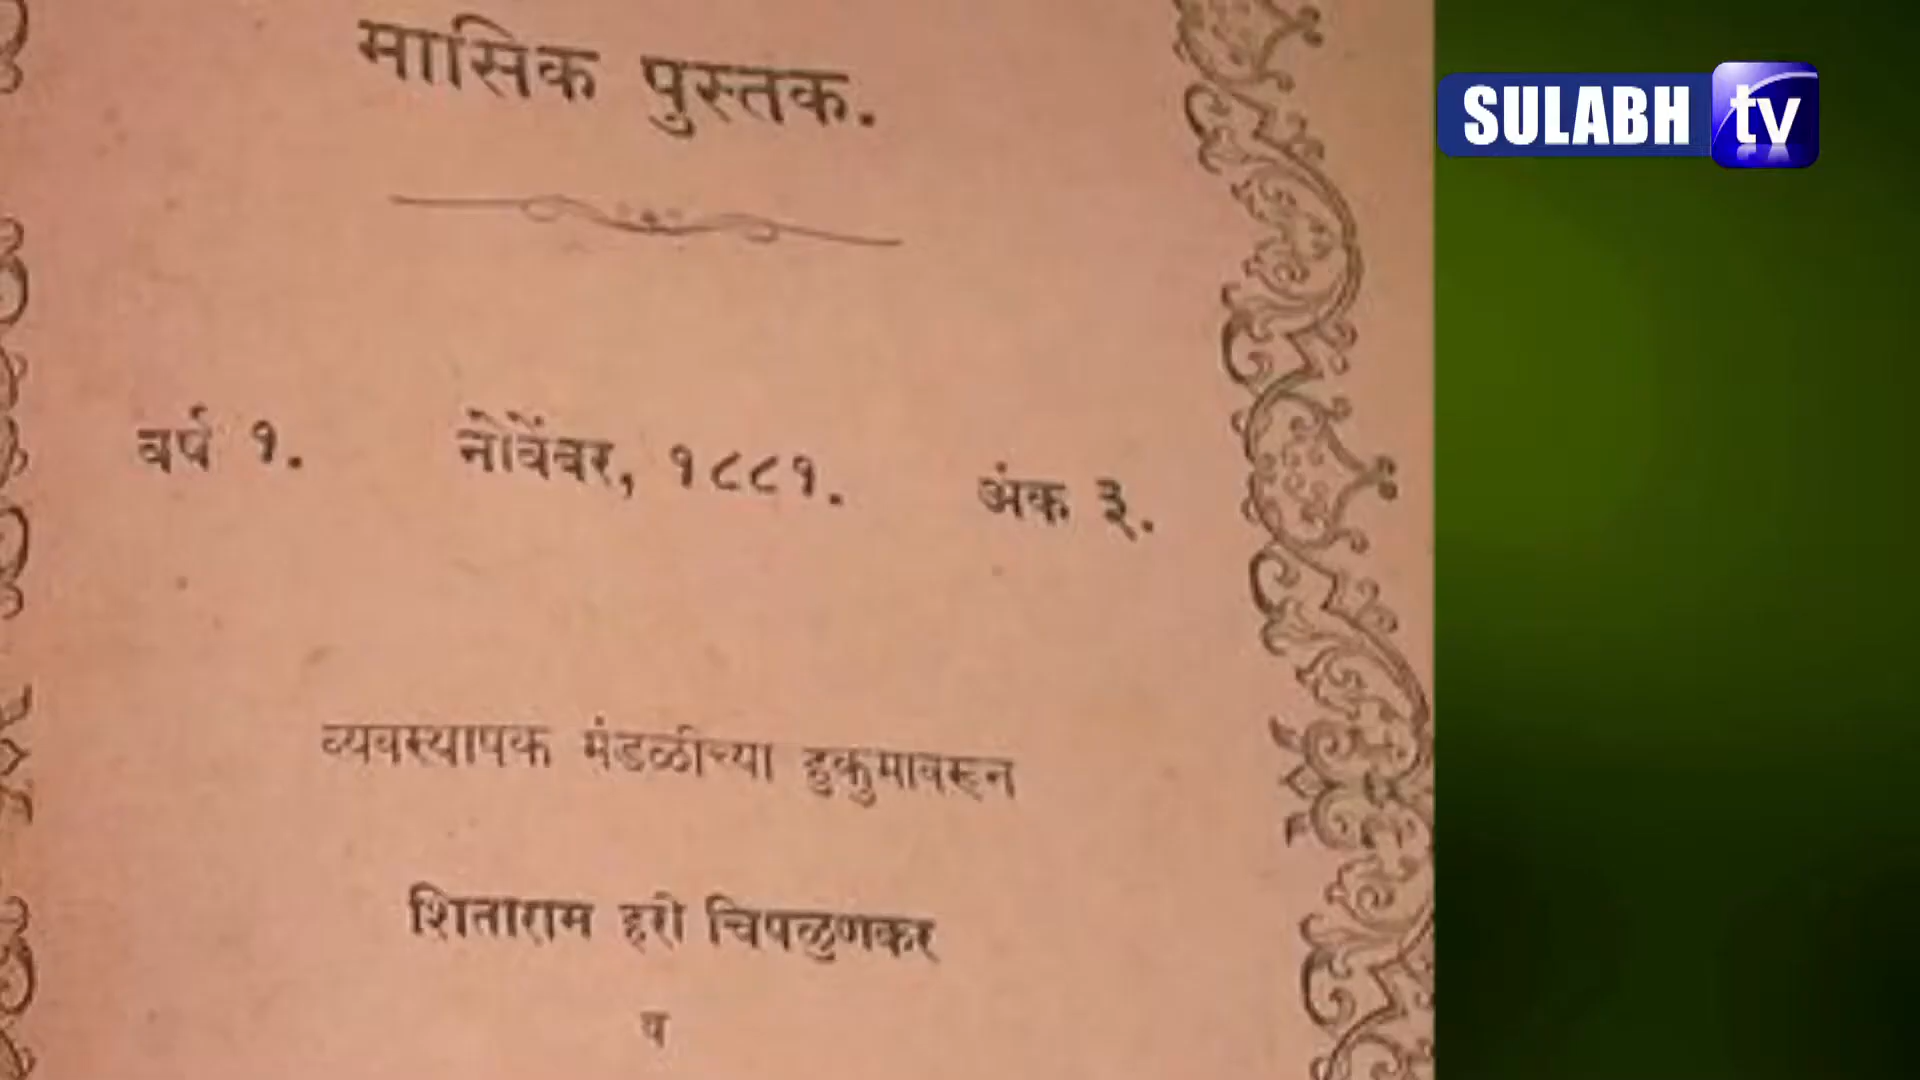 मासिक पुस्तक.
SULABH tv
वर्ष १. नोवेंबर, १८८१. अंक ३.
व्यवस्थापक मंडळीच्या हुकुमावरून
शिताराम हरी चिपळुणकर
व